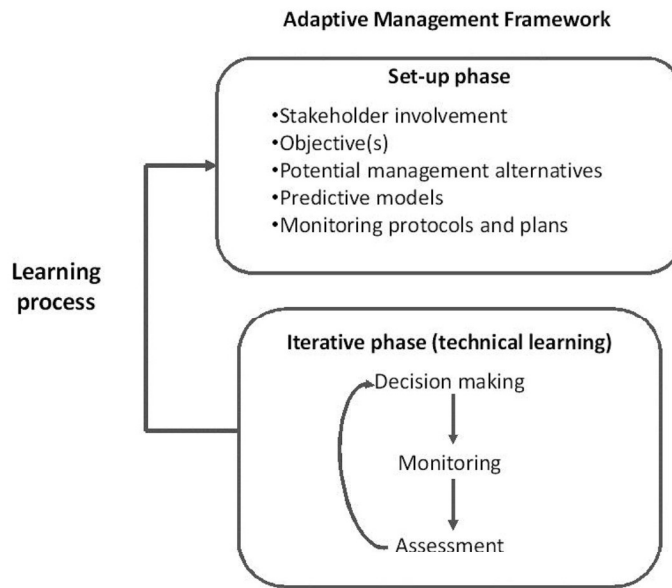 Adaptive Management Framework
Set-up phase
•Stakeholder involvement
•Objective(s)
•Potential management alternatives
•Predictive models
•Monitoring protocols and plans
Learning
process
Iterative phase (technical learning)
Decision making
Monitoring
Assessment